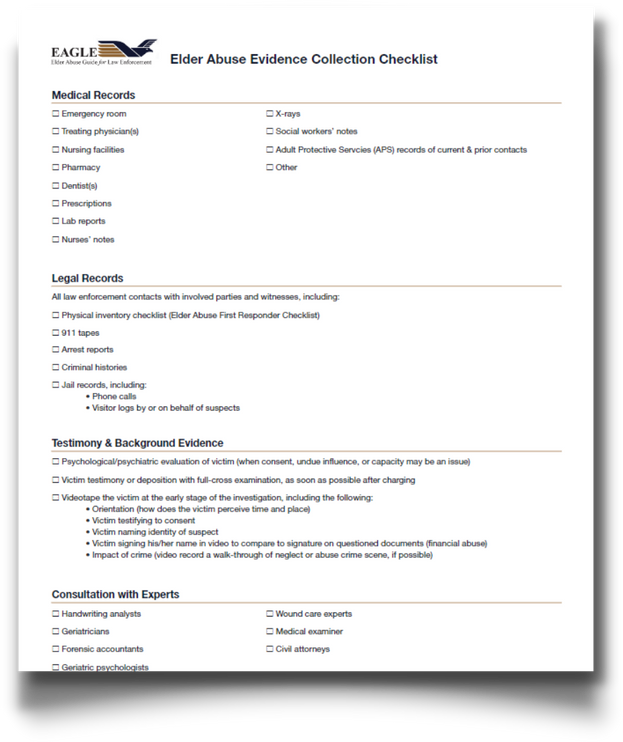 EAGLE
Elder Abuse Guide for Law Enforcement
Elder Abuse Evidence Collection Checklist
Medical Records
☐ Emergency room
☐ Treating physician(s)
☐ Nursing facilities
☐ Pharmacy
☐ Dentist(s)
☐ Prescriptions
☐ Lab reports
☐ Nurses' notes
☐ X-rays
☐ Social workers' notes
☐ Adult Protective Servcies (APS) records of current & prior contacts
☐ Other
Legal Records
All law enforcement contacts with involved parties and witnesses, including:
☐ Physical inventory checklist (Elder Abuse First Responder Checklist)
☐ 911 tapes
☐ Arrest reports
☐ Criminal histories
☐ Jail records, including:
• Phone calls
• Visitor logs by or on behalf of suspects
Testimony & Background Evidence
☐ Psychological/psychiatric evaluation of victim (when consent, undue influence, or capacity may be an issue)
☐ Victim testimony or deposition with full-cross examination, as soon as possible after charging
☐ Videotape the victim at the early stage of the investigation, including the following:
• Orientation (how does the victim perceive time and place)
• Victim testifying to consent
• Victim naming identity of suspect
• Victim signing his/her name in video to compare to signature on questioned documents (financial abuse)
• Impact of crime (video record a walk-through of neglect or abuse crime scene, if possible)
Consultation with Experts
☐ Handwriting analysts
☐ Geriatricians
☐ Forensic accountants
☐ Geriatric psychologists
☐ Wound care experts
☐ Medical examiner
☐ Civil attorneys